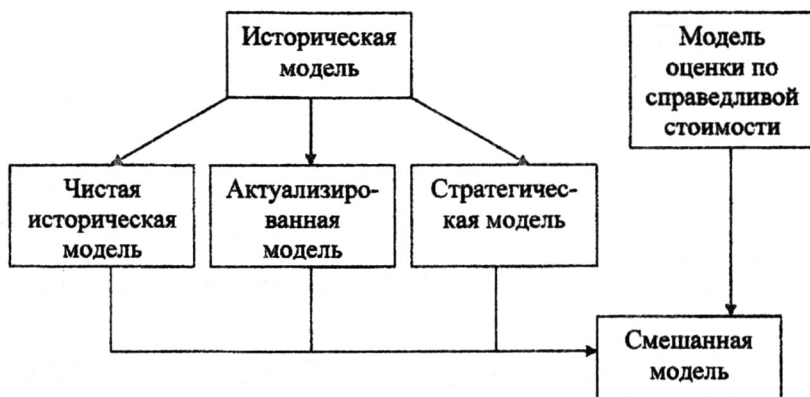 Историческая
модель
Модель
оценки по
справедливой
стоимости
Чистая
историческая
модель
Актуализиро-
ванная
модель
Стратегичес-
кая модель
Смешанная
модель